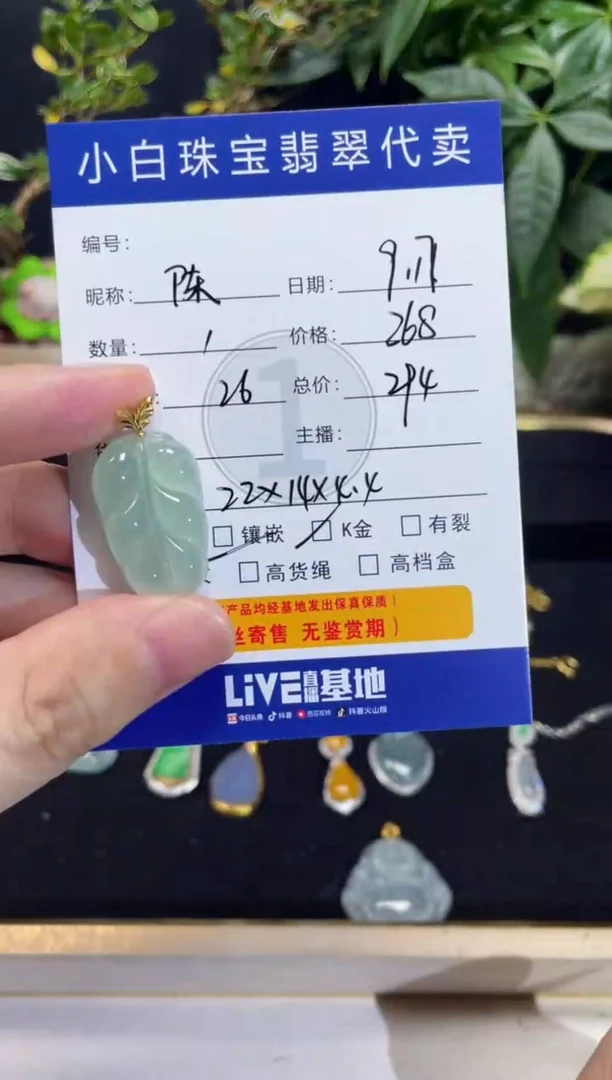 小白珠宝翡翠代卖
编号：
昵称： 陈 日期： 9.17
数量： 1 价格： 268
： 26 总价： 294
主播：
22×14×4.4
镶嵌 K金 有裂
高货绳 高档盒
产品均经基地发出保真保质
丝寄售 无鉴赏期）
LiVE直播基地
今日头条 抖音 西瓜视频 抖音火山版